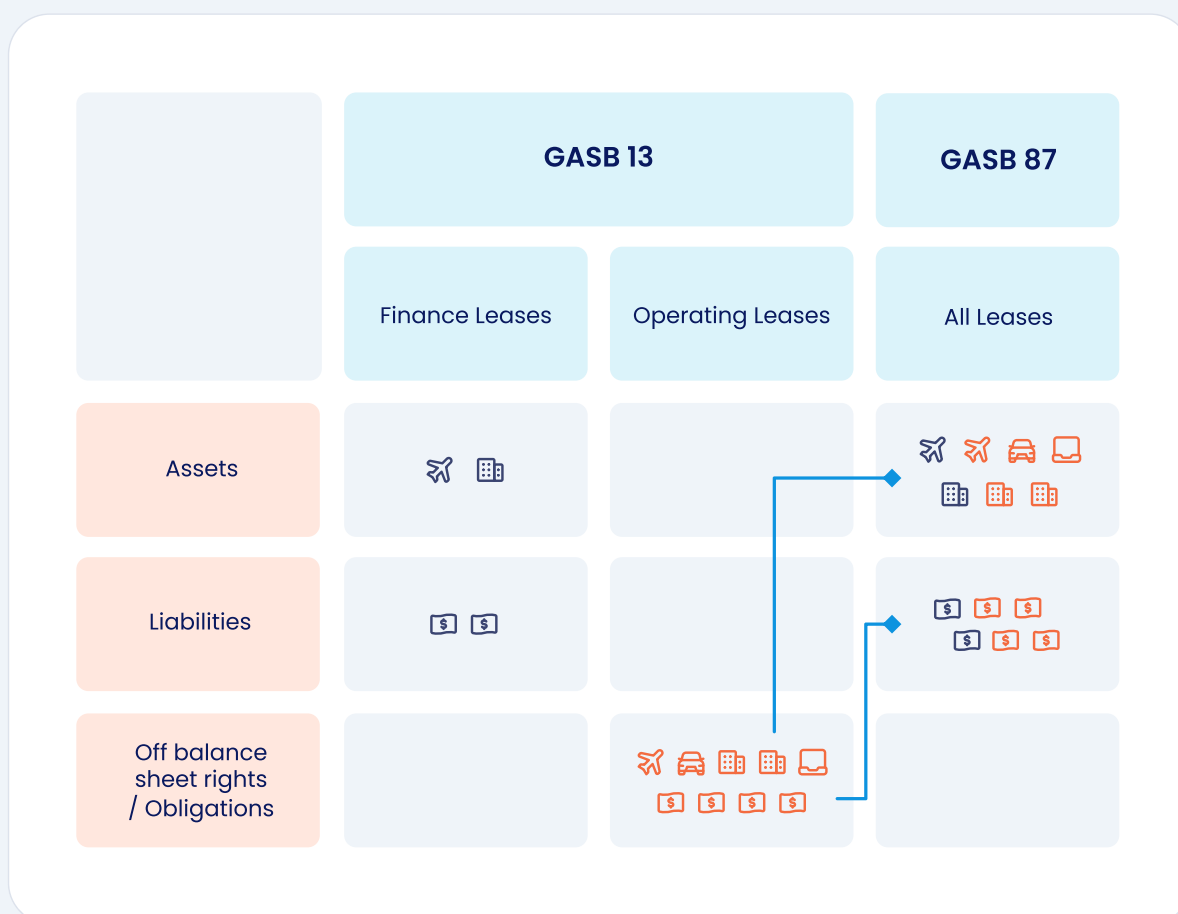 GASB 13
GASB 87
Finance Leases
Operating Leases
All Leases
Assets
Liabilities
Off balance
sheet rights
/ Obligations